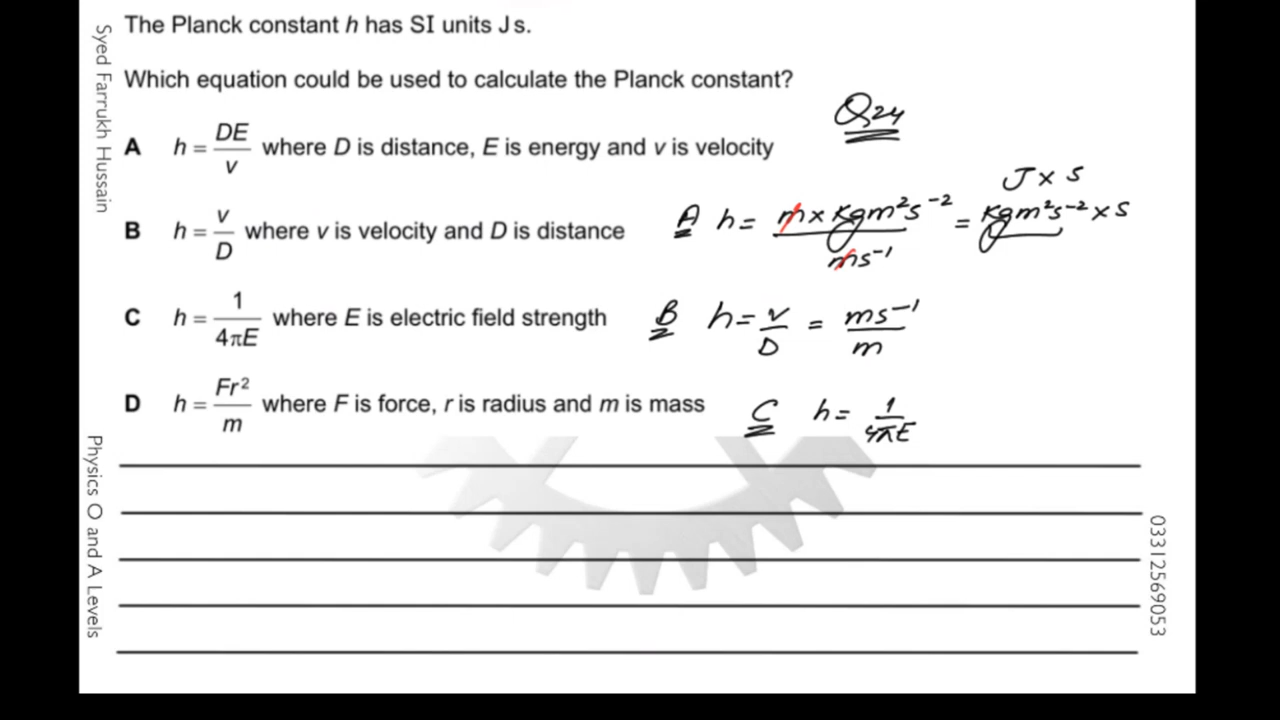 The Planck constant h has SI units J s.
Which equation could be used to calculate the Planck constant?
Q24
A h = DE/v where D is distance, E is energy and v is velocity
B h = v/D where v is velocity and D is distance
C h = 1/4πE where E is electric field strength
D h = Fr²/m where F is force, r is radius and m is mass
J × s
A h = m × kgm²s⁻²/ms⁻¹ = kgm²s⁻² × s
B h = v/D = ms⁻¹/m
C h = 1/4πE
Syed Farrukh Hussain
Physics O and A Levels
03312569053